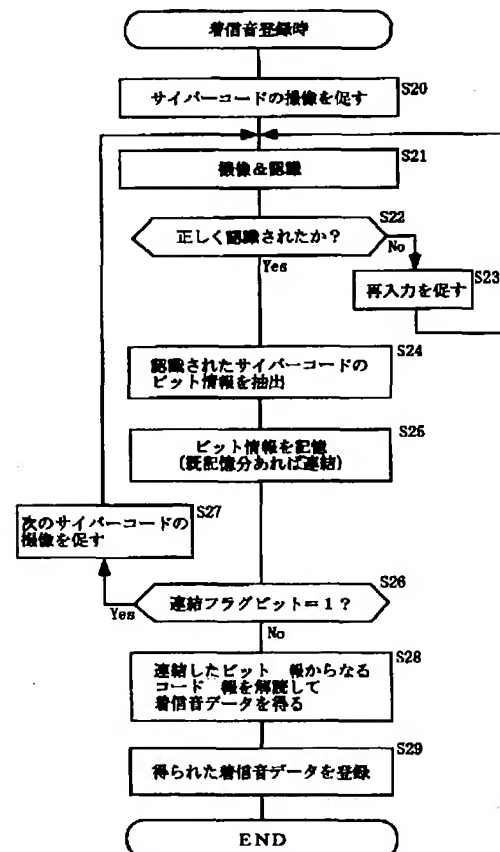 着信音登録時
S20
サイバーコードの撮像を促す
S21
撮像&認識
S22
正しく認識されたか？
No
Yes
S23
再入力を促す
S24
認識されたサイバーコードの
ビット情報を抽出
S25
ビット情報を記憶
(既記憶分あれば連結)
S27
次のサイバーコードの
撮像を促す
S26
連結フラグビット＝1？
Yes
No
S28
連結したビット 報からなる
コード 報を解読して
着信音データを得る
S29
得られた着信音データを登録
END